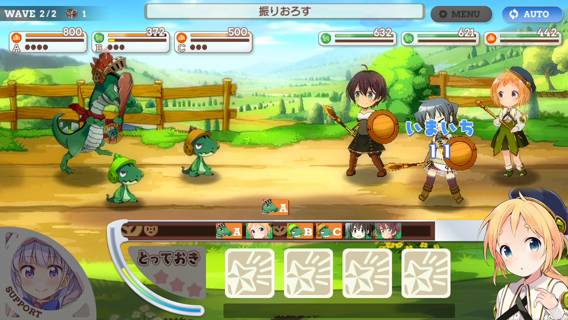 WAVE 2/2 1
振りおろす
MENU
AUTO
800
372
500
632
621
442
A
B
C
いまいち
11
A
A
B
C
とっておき
SUPPORT